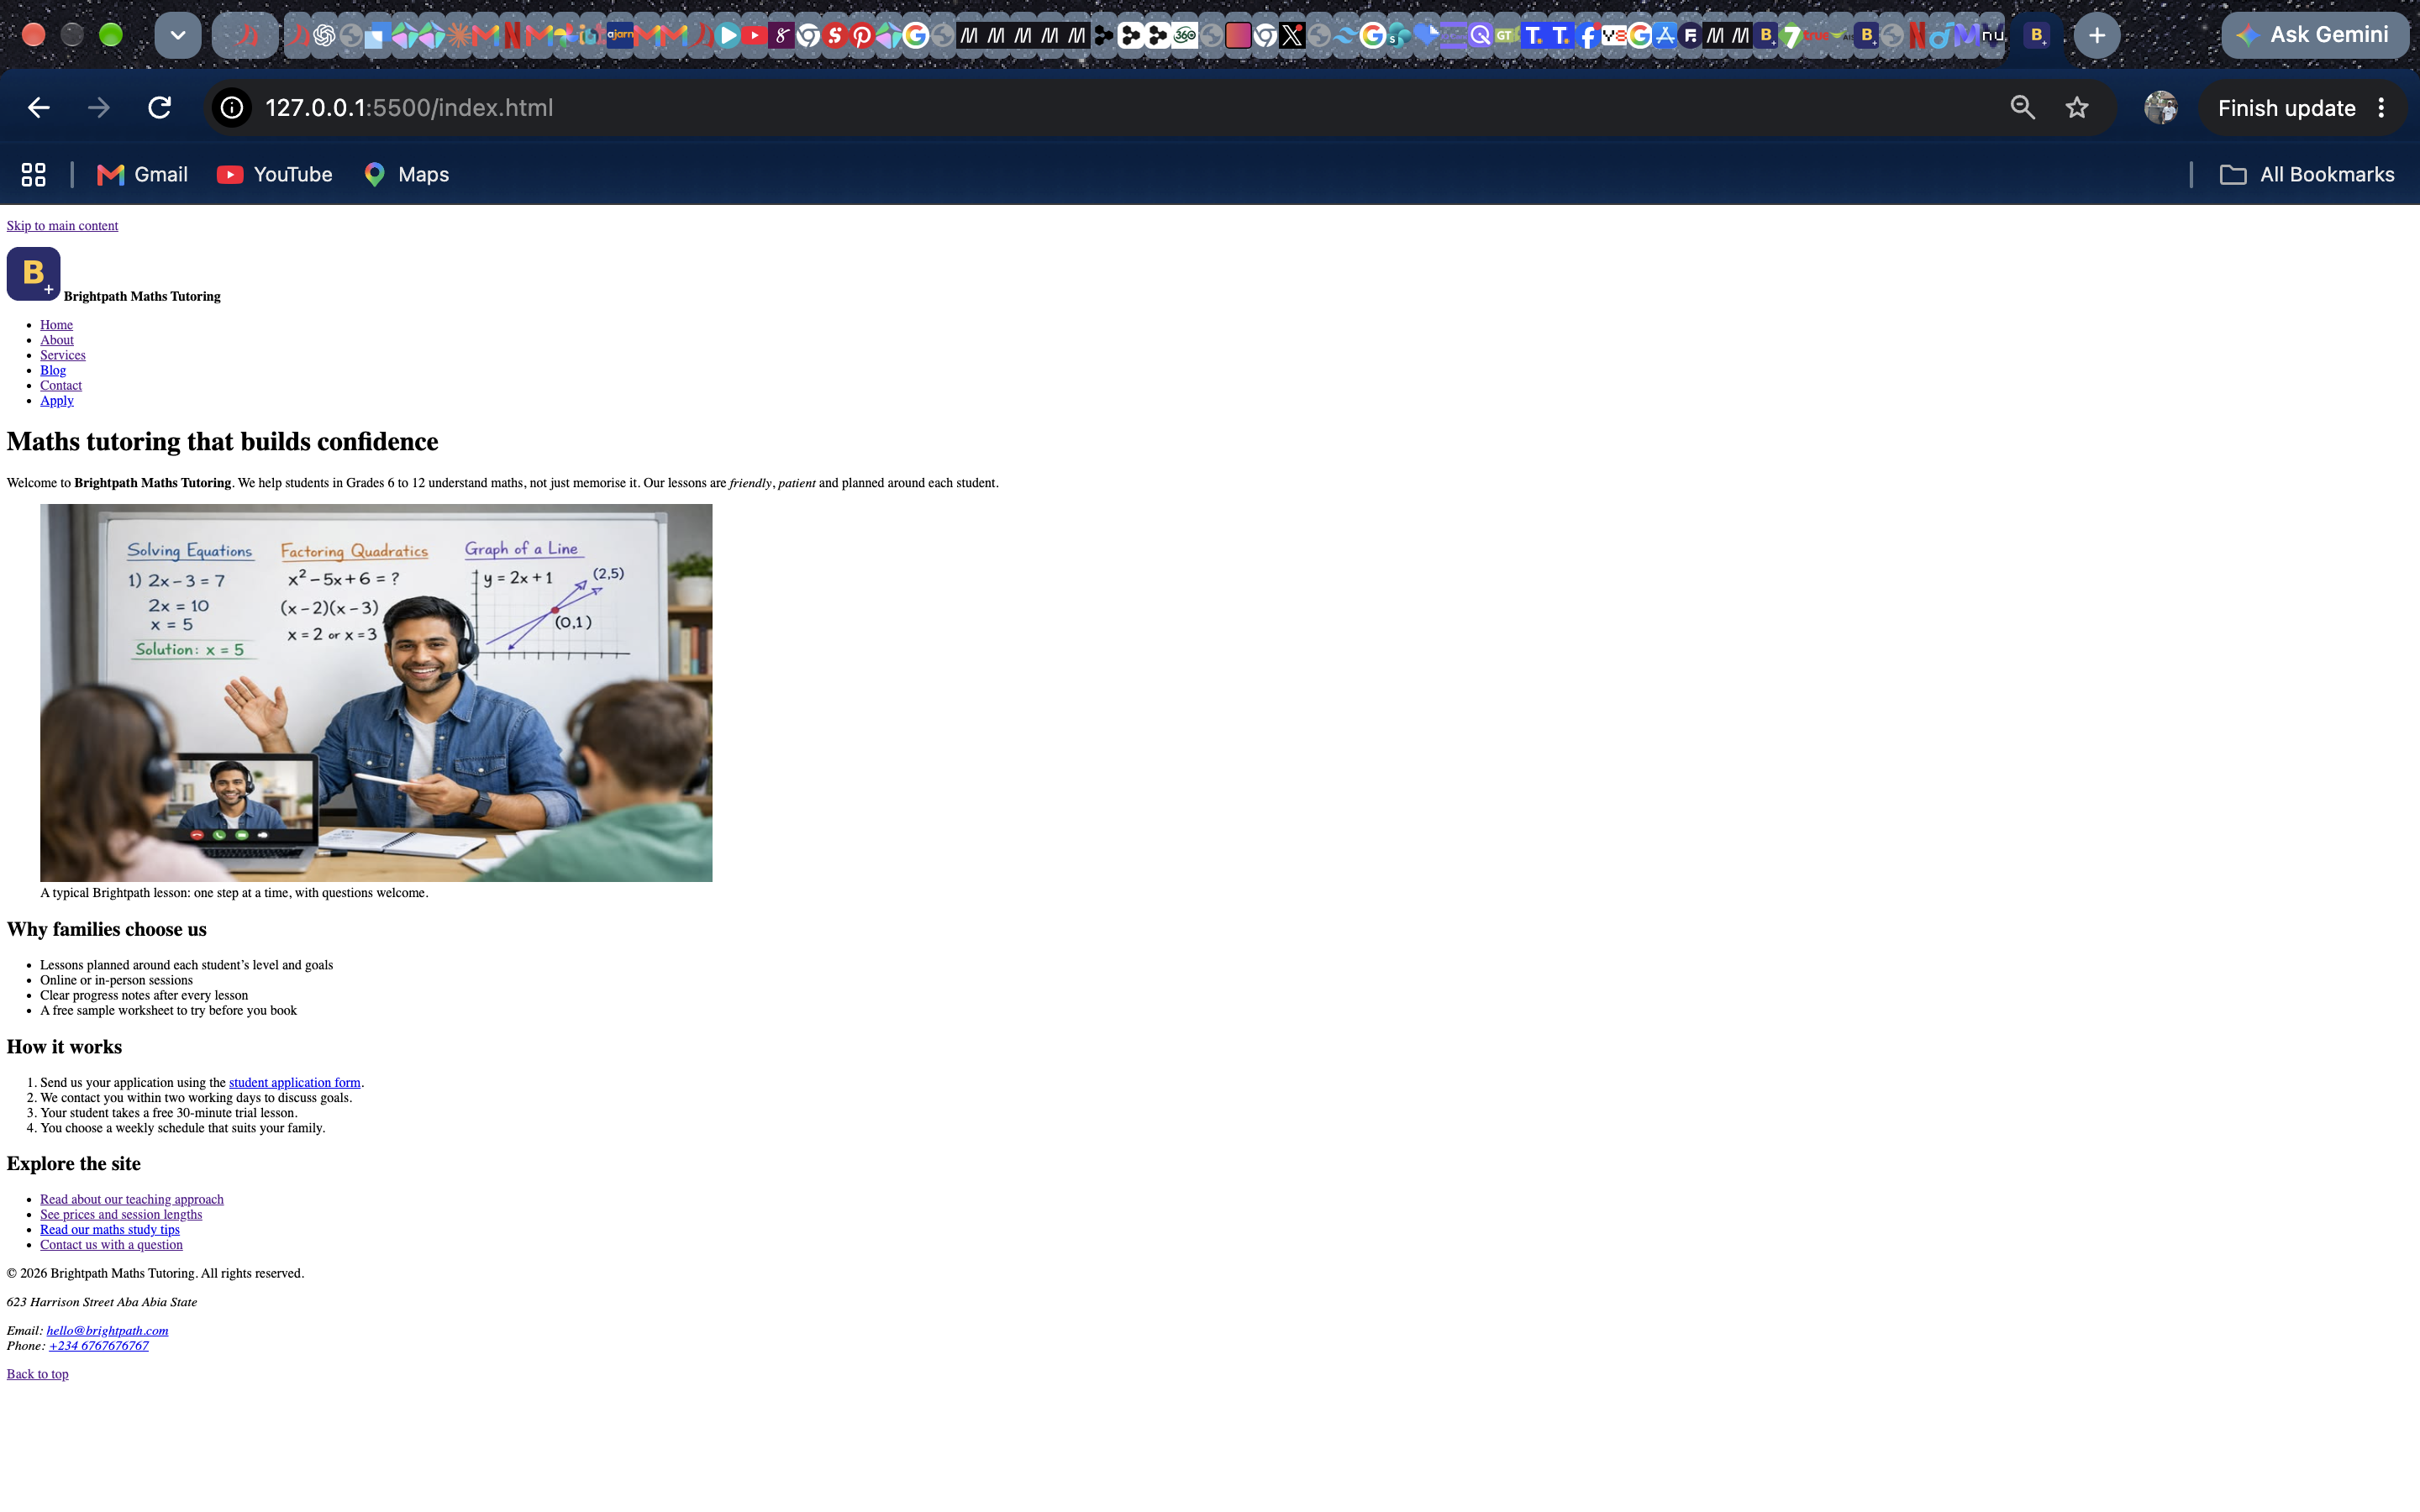 Ask Gemini
127.0.0.1:5500/index.html
Finish update
Gmail
YouTube
Maps
All Bookmarks
Skip to main content
B+
Brightpath Maths Tutoring
Home
About
Services
Blog
Contact
Apply
Maths tutoring that builds confidence
Welcome to Brightpath Maths Tutoring. We help students in Grades 6 to 12 understand maths, not just memorise it. Our lessons are friendly, patient and planned around each student.
Solving Equations
1) 2x – 3 = 7
2x = 10
x = 5
Solution: x = 5
Factoring Quadratics
x² – 5x + 6 = ?
(x – 2)(x – 3)
x = 2 or x = 3
Graph of a Line
y = 2x + 1
(2,5)
(0,1)
A typical Brightpath lesson: one step at a time, with questions welcome.
Why families choose us
Lessons planned around each student’s level and goals
Online or in-person sessions
Clear progress notes after every lesson
A free sample worksheet to try before you book
How it works
1. Send us your application using the student application form.
2. We contact you within two working days to discuss goals.
3. Your student takes a free 30-minute trial lesson.
4. You choose a weekly schedule that suits your family.
Explore the site
Read about our teaching approach
See prices and session lengths
Read our maths study tips
Contact us with a question
© 2026 Brightpath Maths Tutoring. All rights reserved.
623 Harrison Street Aba Abia State
Email: hello@brightpath.com
Phone: +234 6767676767
Back to top